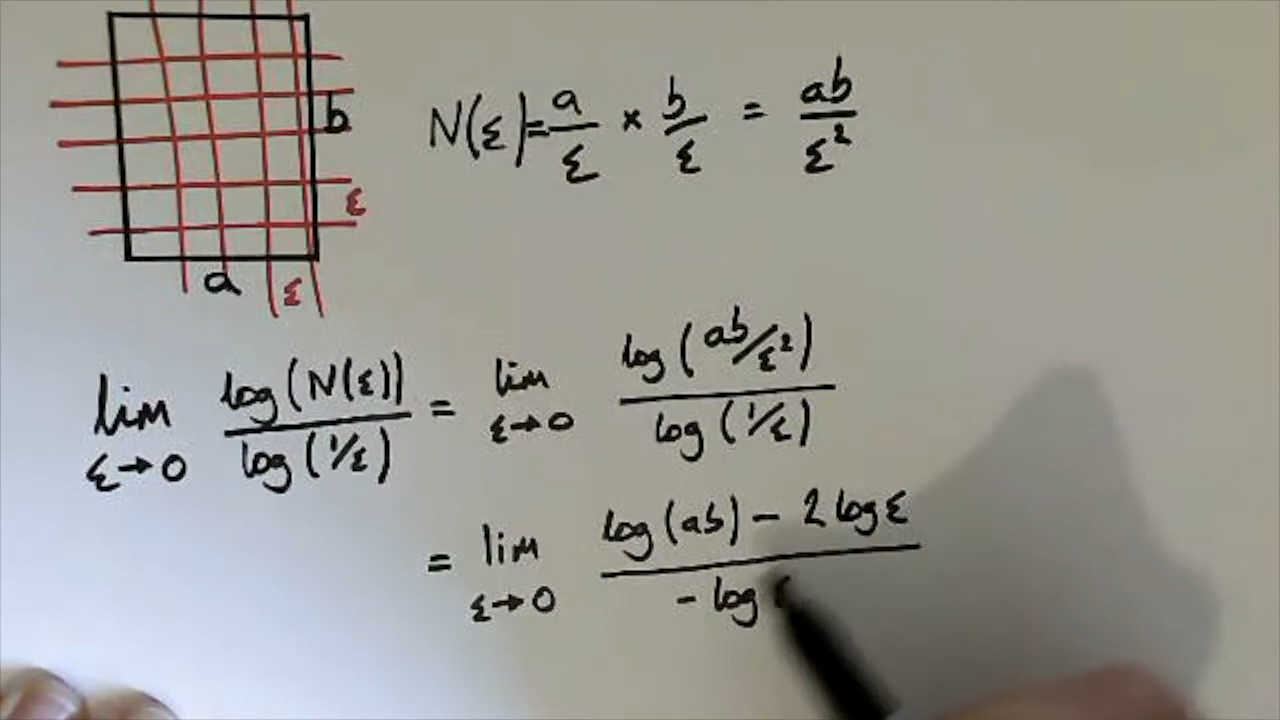 b
ε
a
ε
N(ε) = a/ε × b/ε = ab/ε²
lim ε→0 log(N(ε)) / log(1/ε) = lim ε→0 log(ab/ε²) / log(1/ε)
= lim ε→0 log(ab) − 2 log ε / − log